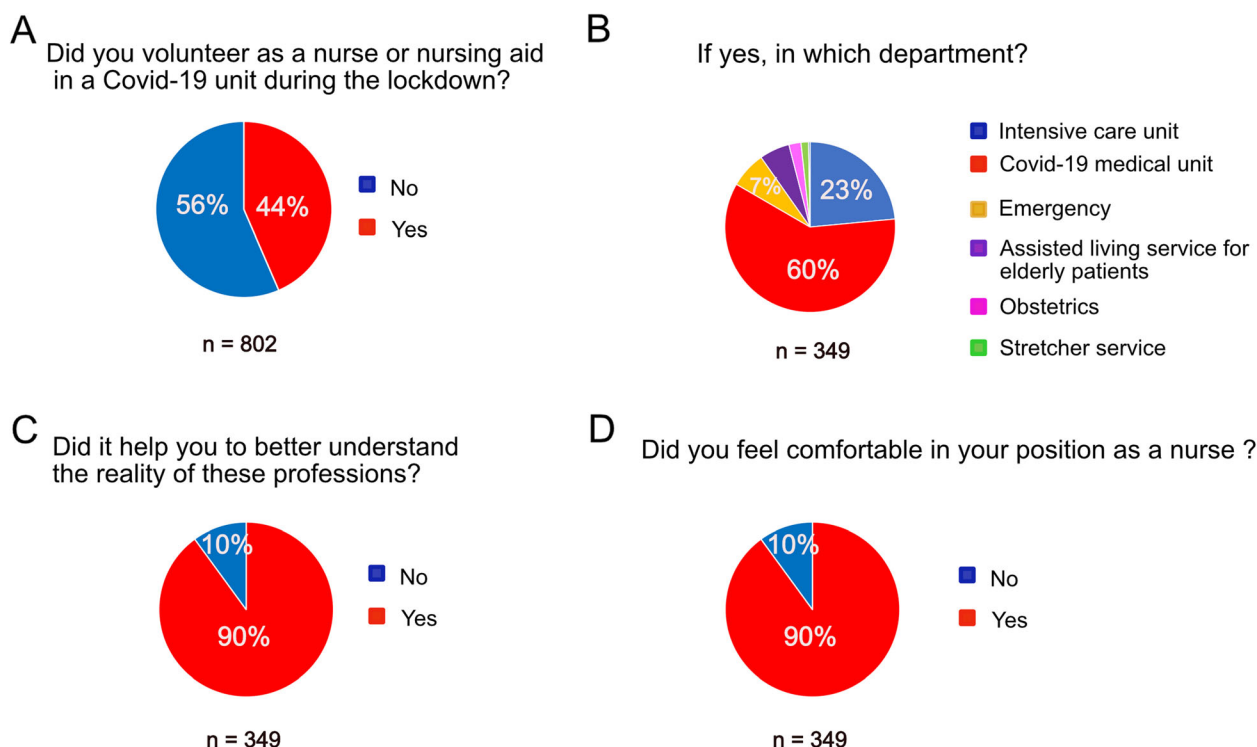 A
Did you volunteer as a nurse or nursing aid
in a Covid-19 unit during the lockdown?
56%
44%
No
Yes
n = 802
B
If yes, in which department?
7%
23%
60%
Intensive care unit
Covid-19 medical unit
Emergency
Assisted living service for
elderly patients
Obstetrics
Stretcher service
n = 349
C
Did it help you to better understand
the reality of these professions?
10%
90%
No
Yes
n = 349
D
Did you feel comfortable in your position as a nurse ?
10%
90%
No
Yes
n = 349